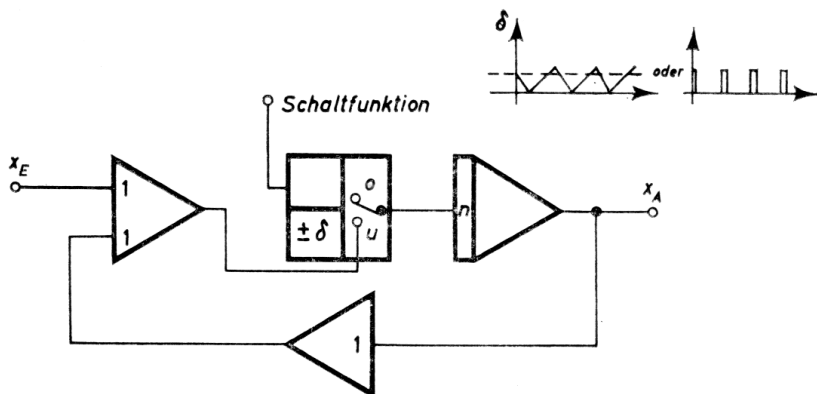 δ
oder
Schaltfunktion
x_E
1
1
o
± δ
u
n
x_A
1